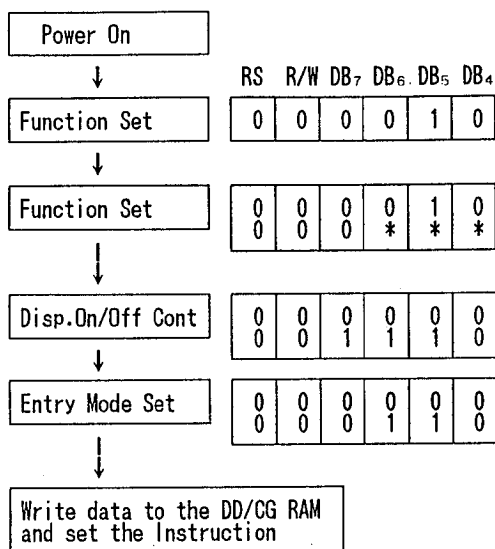 Power On
RS R/W DB7 DB6. DB5 DB4
Function Set 0 0 0 0 1 0
Function Set 0 0 0 0 1 0
0 0 0 * * *
Disp.On/Off Cont 0 0 0 0 0 0
0 0 1 1 1 0
Entry Mode Set 0 0 0 0 0 0
0 0 0 1 1 0
Write data to the DD/CG RAM
and set the Instruction